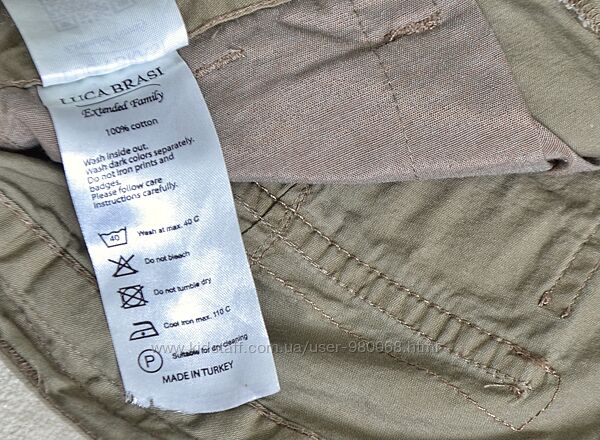 LUCA BRASI
Extended Family
100% cotton
Wash inside out.
Wash dark colors separately.
Do not iron prints and
badges.
Please follow care
instructions carefully.
40
Wash at max. 40 C
Do not bleach
Do not tumble dry
Cool iron max. 110 C
P
Suitable for dry cleaning
MADE IN TURKEY
www.kidstaff.com.ua/user-980968.html